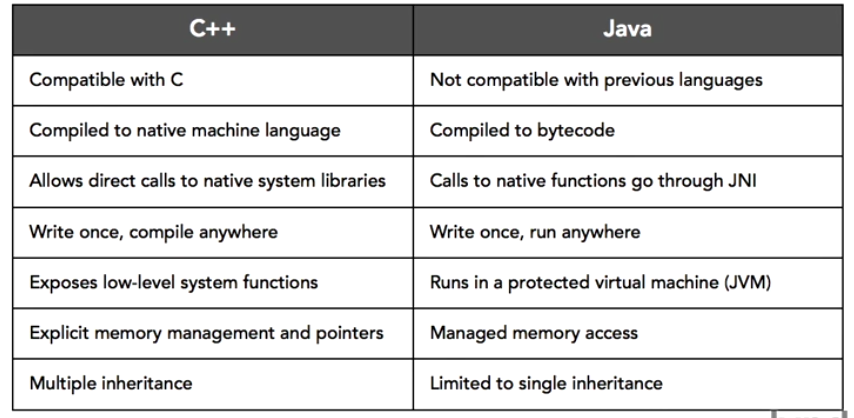 C++ Java
Compatible with C Not compatible with previous languages
Compiled to native machine language Compiled to bytecode
Allows direct calls to native system libraries Calls to native functions go through JNI
Write once, compile anywhere Write once, run anywhere
Exposes low-level system functions Runs in a protected virtual machine (JVM)
Explicit memory management and pointers Managed memory access
Multiple inheritance Limited to single inheritance